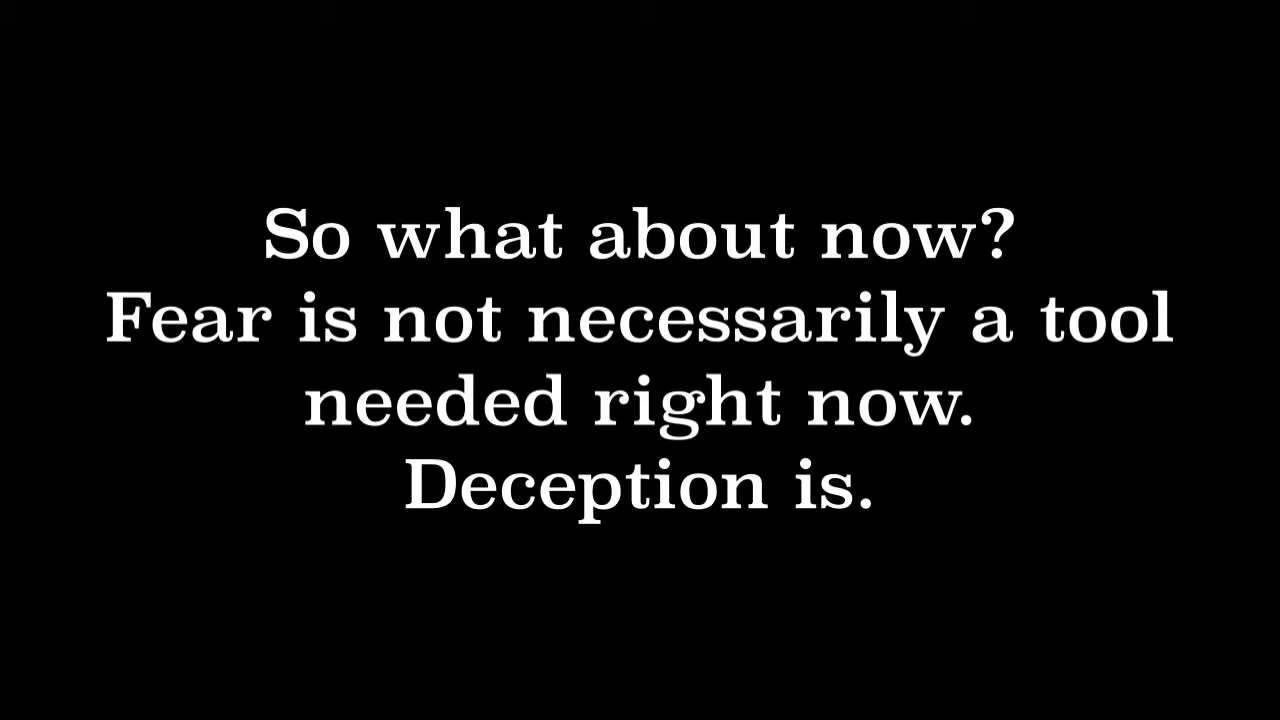 So what about now?
Fear is not necessarily a tool
needed right now.
Deception is.